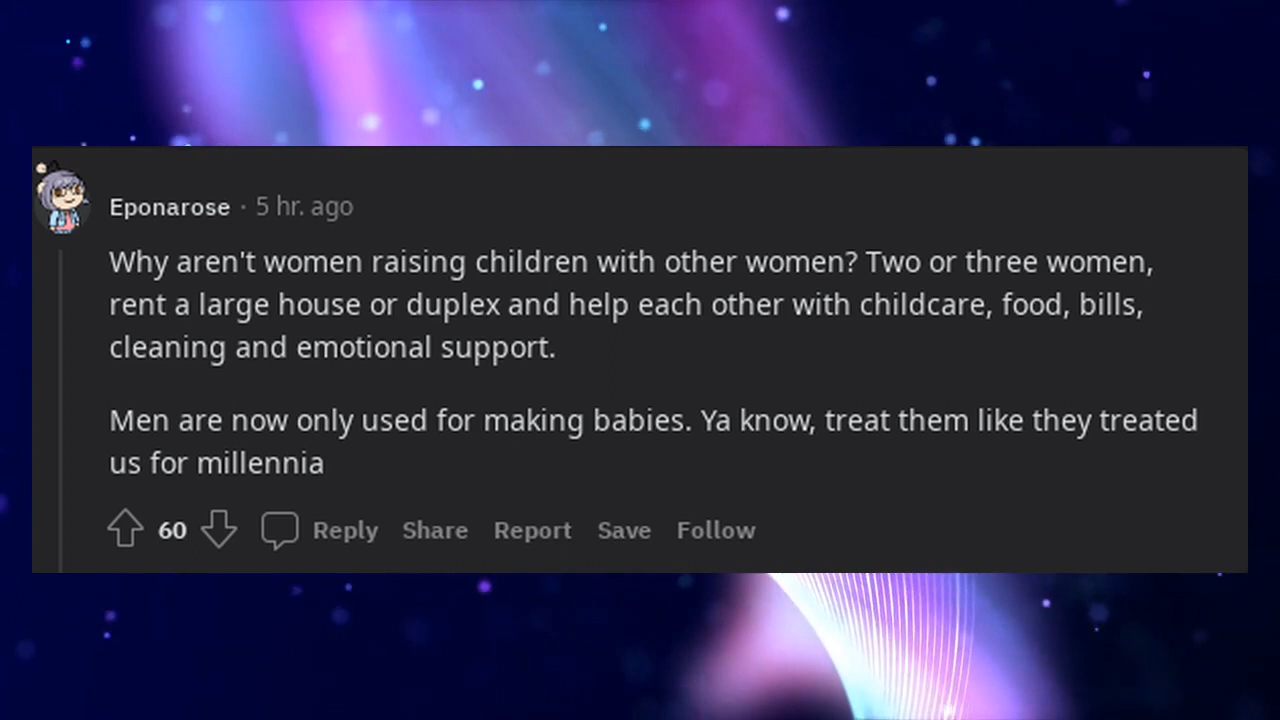 Eponarose · 5 hr. ago
Why aren't women raising children with other women? Two or three women,
rent a large house or duplex and help each other with childcare, food, bills,
cleaning and emotional support.
Men are now only used for making babies. Ya know, treat them like they treated
us for millennia
60 Reply Share Report Save Follow